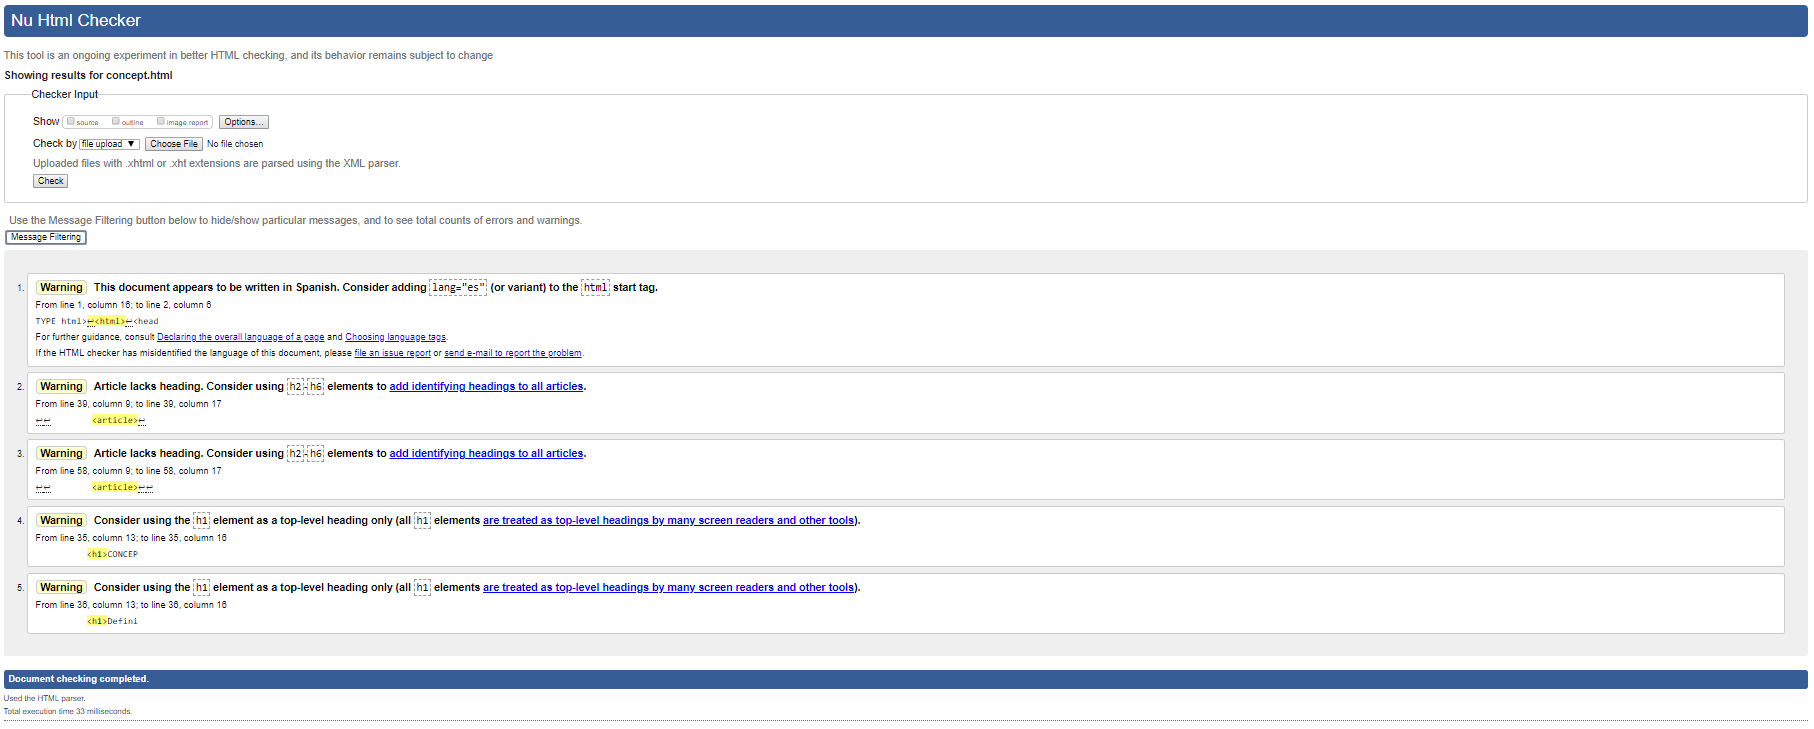 Nu Html Checker
This tool is an ongoing experiment in better HTML checking, and its behavior remains subject to change
Showing results for concept.html
Checker Input
Show source outline image report Options...
Check by file upload ▼ Choose File No file chosen
Uploaded files with .xhtml or .xht extensions are parsed using the XML parser.
Check
Use the Message Filtering button below to hide/show particular messages, and to see total counts of errors and warnings.
Message Filtering
1. Warning This document appears to be written in Spanish. Consider adding lang="es" (or variant) to the html start tag.
From line 1, column 16; to line 2, column 6
TYPE html>↩<html>↩<head
For further guidance, consult Declaring the overall language of a page and Choosing language tags.
If the HTML checker has misidentified the language of this document, please file an issue report or send e-mail to report the problem.
2. Warning Article lacks heading. Consider using h2-h6 elements to add identifying headings to all articles.
From line 39, column 9; to line 39, column 17
↩↩ <article>↩
3. Warning Article lacks heading. Consider using h2-h6 elements to add identifying headings to all articles.
From line 58, column 9; to line 58, column 17
↩↩ <article>↩↩
4. Warning Consider using the h1 element as a top-level heading only (all h1 elements are treated as top-level headings by many screen readers and other tools).
From line 35, column 13; to line 35, column 16
<h1>CONCEP
5. Warning Consider using the h1 element as a top-level heading only (all h1 elements are treated as top-level headings by many screen readers and other tools).
From line 36, column 13; to line 36, column 16
<h1>Defini
Document checking completed.
Used the HTML parser.
Total execution time 33 milliseconds.